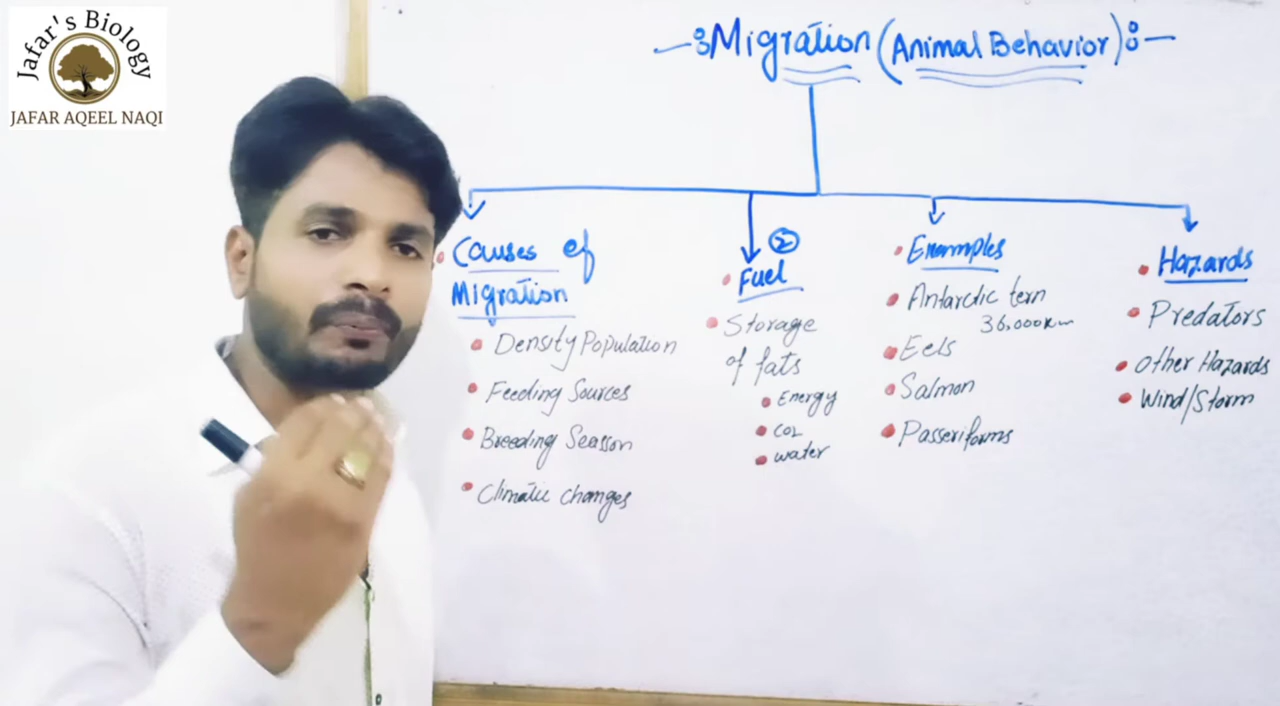 Jafar's Biology
JAFAR AQEEL NAQI
Migration (Animal Behavior)
Causes of
Migration
Density Population
Feeding Sources
Breeding Season
Climatic changes
②
Fuel
Storage
of fats
Energy
CO2
water
Exammples
Antarctic tern
36,000km
Eels
Salmon
Passeriforms
Hazards
Predators
Other Hazards
Wind/Storm